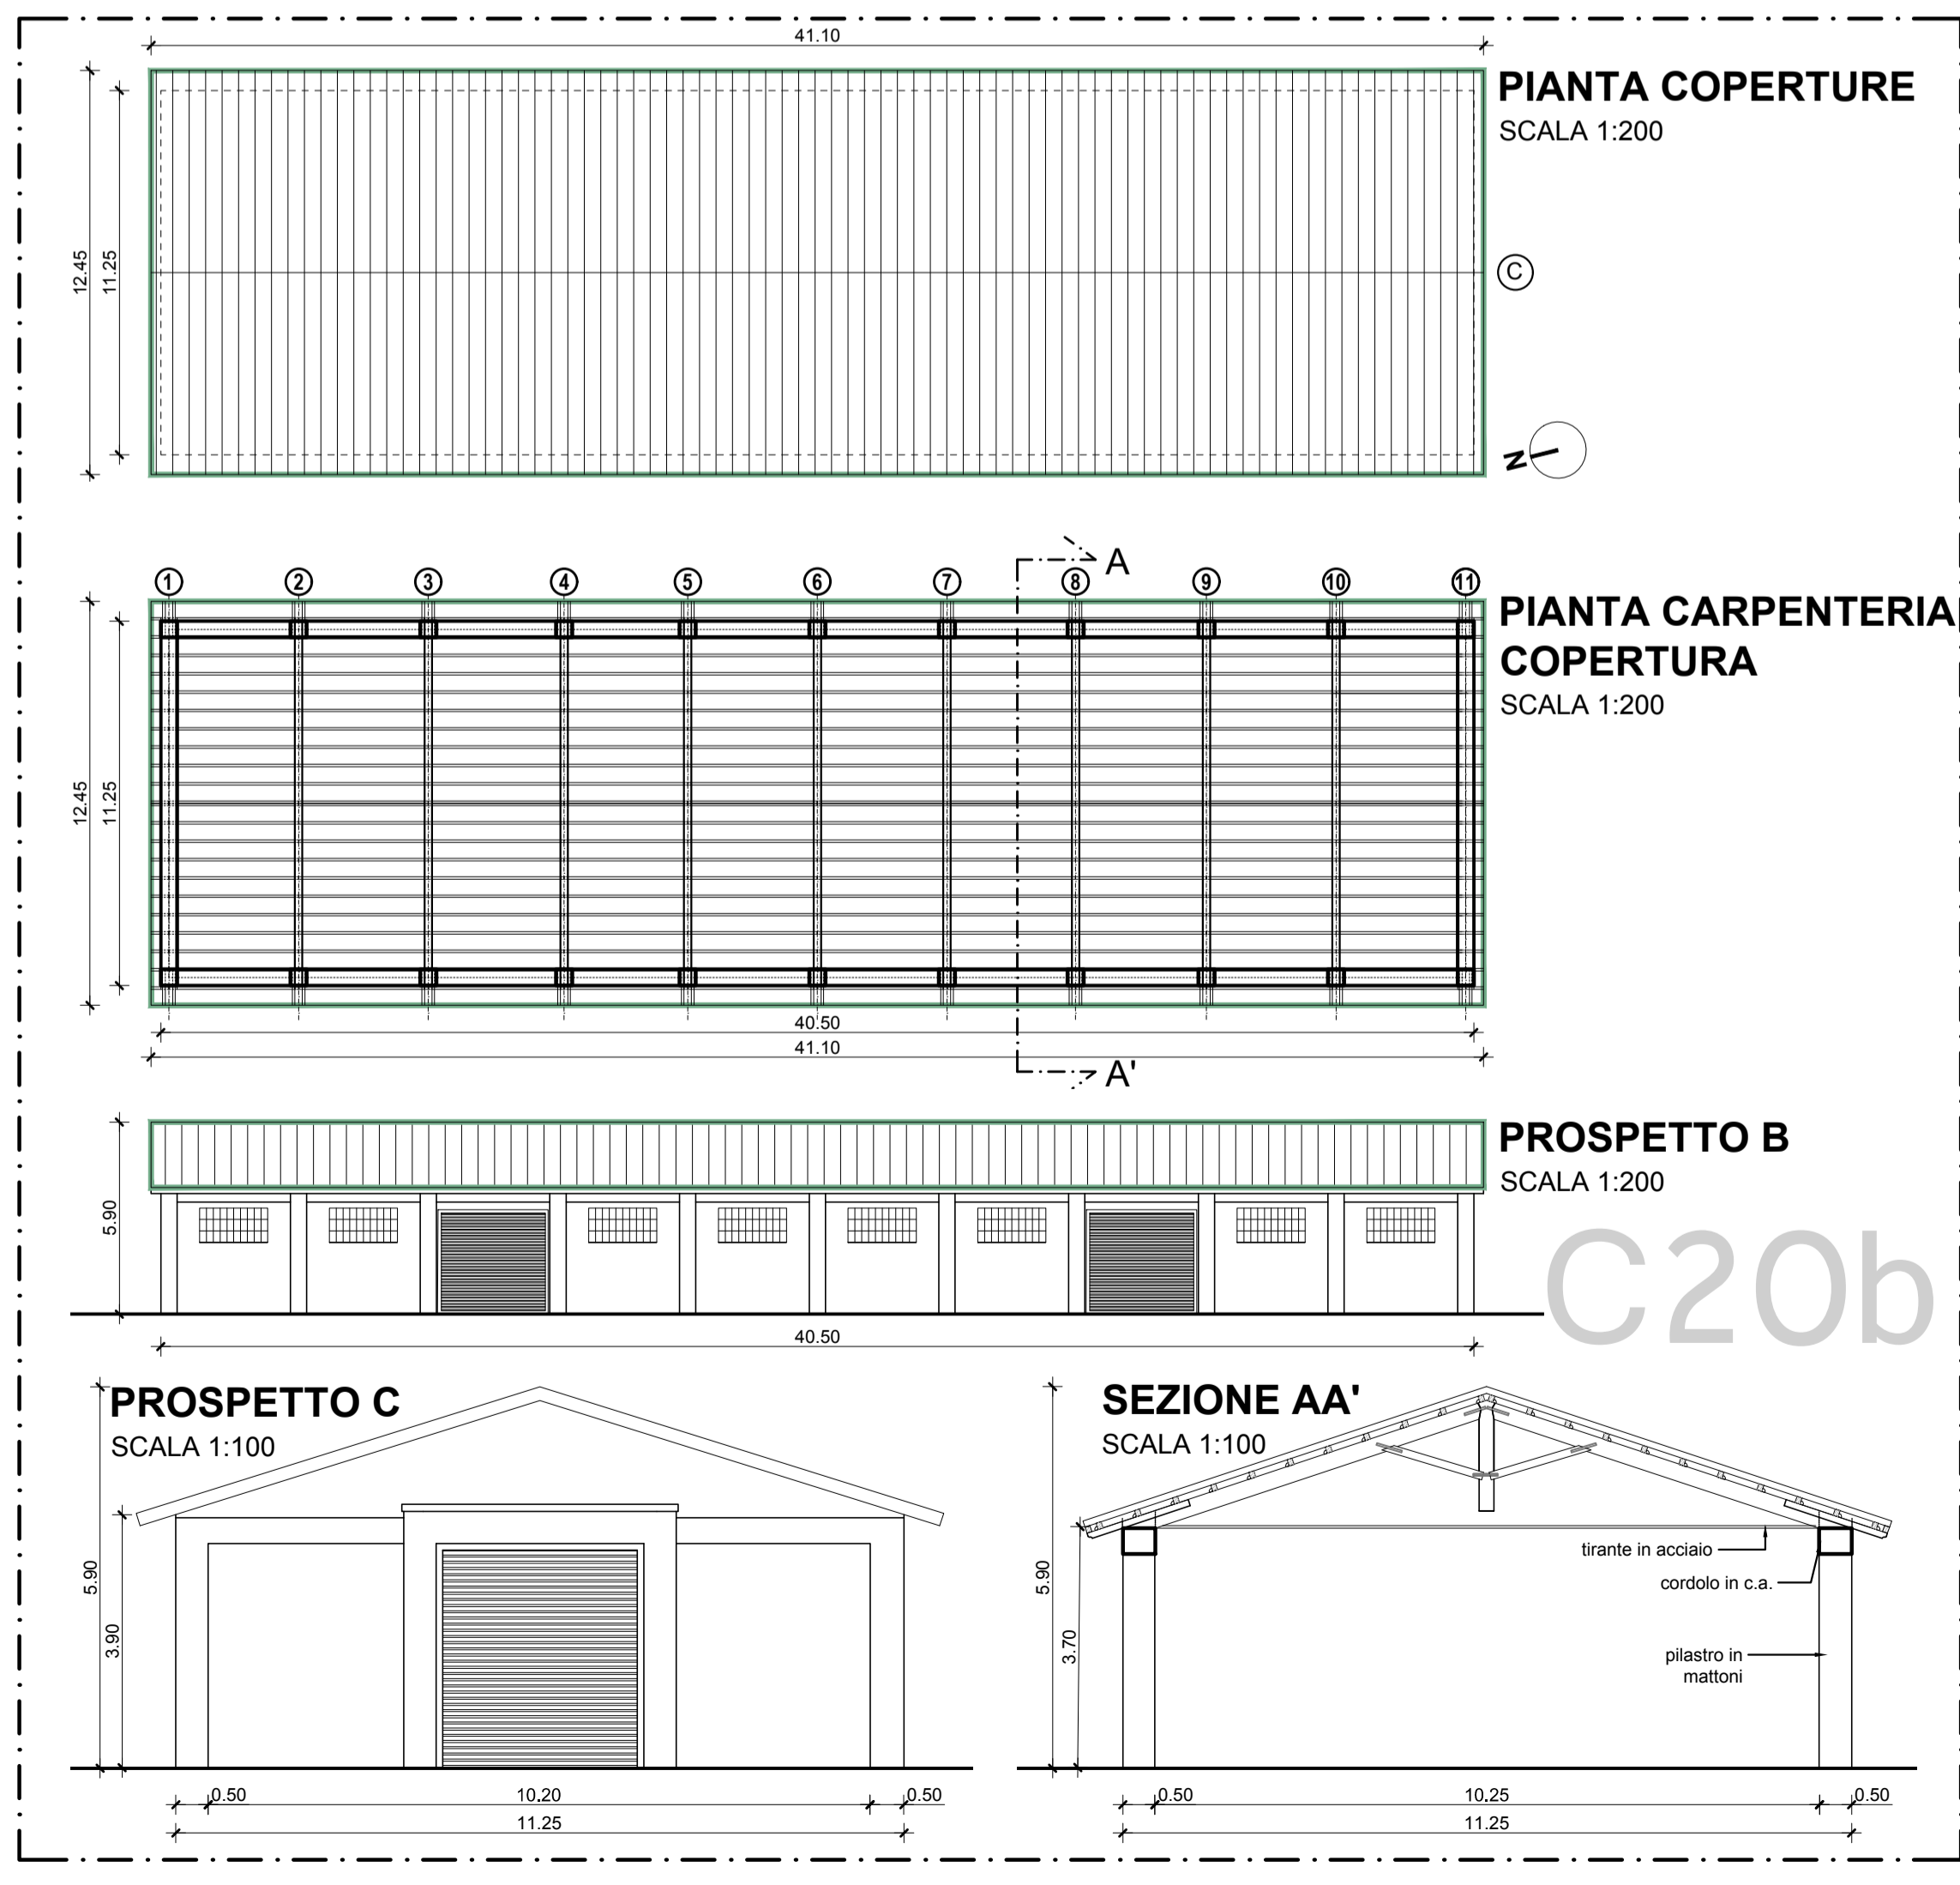 41.10
PIANTA COPERTURE
SCALA 1:200
12.45
11.25
C
N
A
1 2 3 4 5 6 7 8 9 10 11
PIANTA CARPENTERIA
COPERTURA
SCALA 1:200
12.45
11.25
40.50
41.10
A'
PROSPETTO B
SCALA 1:200
5.90
C20b
40.50
PROSPETTO C
SCALA 1:100
5.90
3.90
0.50 10.20 0.50
11.25
SEZIONE AA'
SCALA 1:100
5.90
3.70
tirante in acciaio
cordolo in c.a.
pilastro in
mattoni
0.50 10.25 0.50
11.25